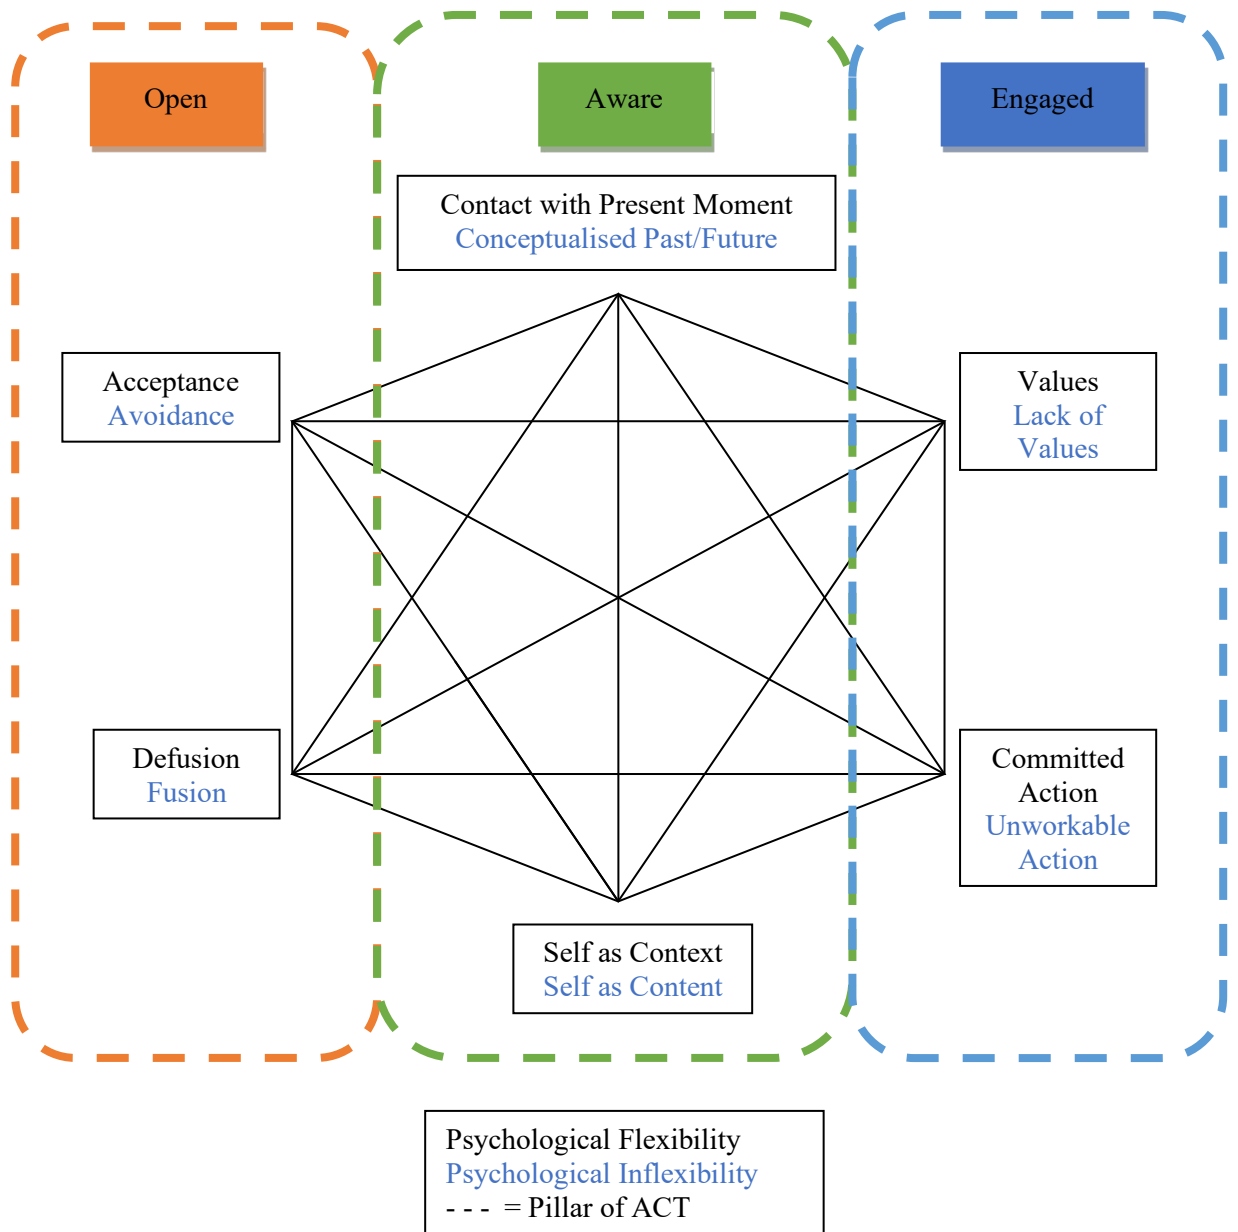 Open
Aware
Engaged
Contact with Present Moment
Conceptualised Past/Future
Acceptance
Avoidance
Values
Lack of
Values
Defusion
Fusion
Committed
Action
Unworkable
Action
Self as Context
Self as Content
Psychological Flexibility
Psychological Inflexibility
- - - = Pillar of ACT